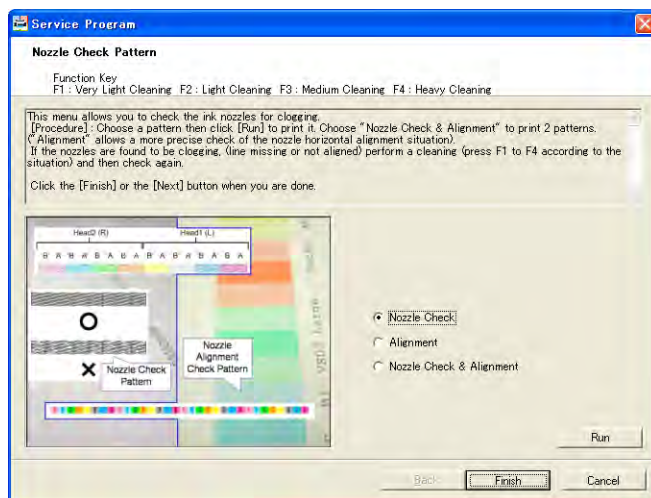 Service Program
Nozzle Check Pattern
Function Key
F1 : Very Light Cleaning F2 : Light Cleaning F3 : Medium Cleaning F4 : Heavy Cleaning
This menu allows you to check the ink nozzles for clogging.
[Procedure] : Choose a pattern then click [Run] to print it. Choose "Nozzle Check & Alignment" to print 2 patterns.
("Alignment" allows a more precise check of the nozzle horizontal alignment situation).
If the nozzles are found to be clogging, (line missing or not aligned) perform a cleaning (press F1 to F4 according to the
situation) and then check again.
Click the [Finish] or the [Next] button when you are done.
Head2 (R) Head1 (L)
B A B A B A B A B A B A B A B A
Nozzle Check
Pattern
Nozzle
Alignment
Check Pattern
VSD3 Large
Nozzle Check
Alignment
Nozzle Check & Alignment
Run
Back Finish Cancel